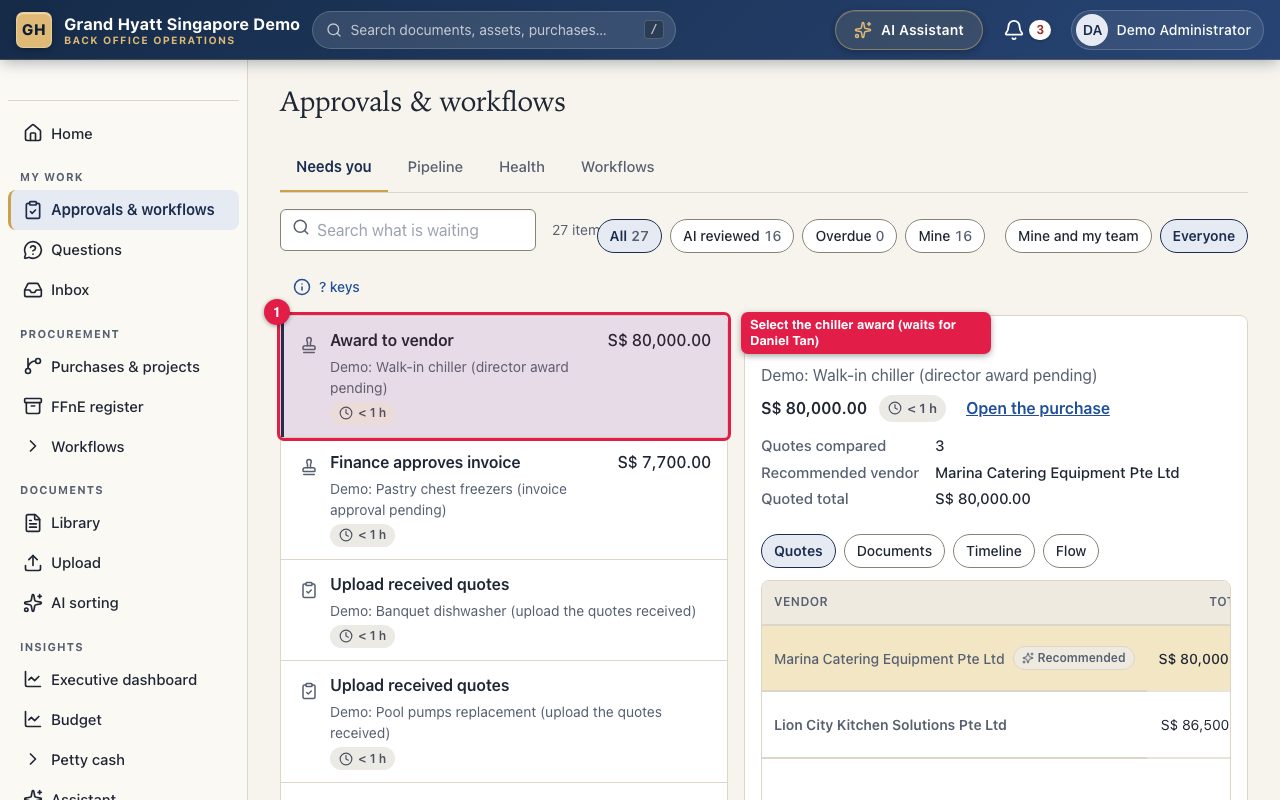 GH
Grand Hyatt Singapore Demo
BACK OFFICE OPERATIONS
Search documents, assets, purchases...
/
AI Assistant
3
DA
Demo Administrator
Home
MY WORK
Approvals & workflows
Questions
Inbox
PROCUREMENT
Purchases & projects
FFnE register
Workflows
DOCUMENTS
Library
Upload
AI sorting
INSIGHTS
Executive dashboard
Budget
Petty cash
Assistant
Approvals & workflows
Needs you
Pipeline
Health
Workflows
Search what is waiting
27 item
All 27
AI reviewed 16
Overdue 0
Mine 16
Mine and my team
Everyone
? keys
1
Award to vendor
S$ 80,000.00
Demo: Walk-in chiller (director award
pending)
< 1 h
Finance approves invoice
S$ 7,700.00
Demo: Pastry chest freezers (invoice
approval pending)
< 1 h
Upload received quotes
Demo: Banquet dishwasher (upload the quotes received)
< 1 h
Upload received quotes
Demo: Pool pumps replacement (upload the quotes
received)
< 1 h
Select the chiller award (waits for
Daniel Tan)
Demo: Walk-in chiller (director award pending)
S$ 80,000.00
< 1 h
Open the purchase
Quotes compared 3
Recommended vendor Marina Catering Equipment Pte Ltd
Quoted total S$ 80,000.00
Quotes
Documents
Timeline
Flow
VENDOR
TOT
Marina Catering Equipment Pte Ltd
Recommended
S$ 80,000
Lion City Kitchen Solutions Pte Ltd
S$ 86,500